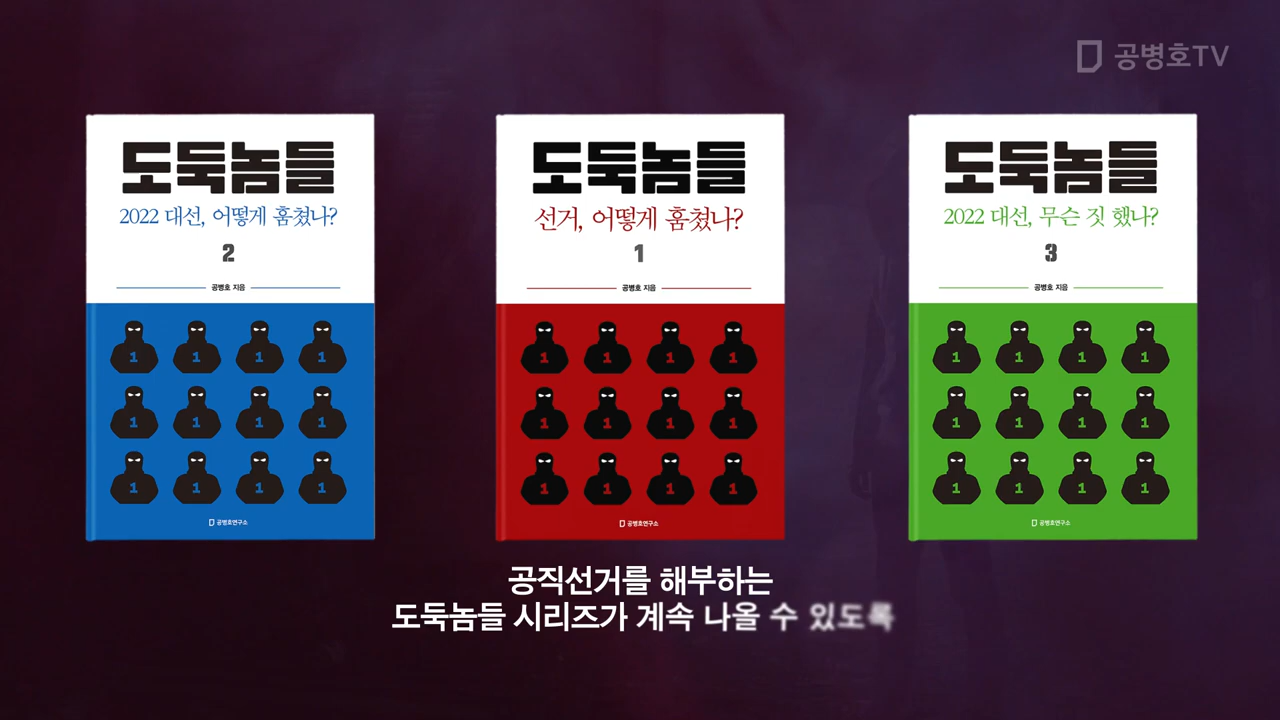 공병호TV
도둑놈들
2022 대선, 어떻게 훔쳤나?
2
공병호 지음
1 1 1 1
1 1 1 1
1 1 1 1
공병호연구소
도둑놈들
선거, 어떻게 훔쳤나?
1
공병호 지음
1 1 1 1
1 1 1 1
1 1 1 1
공병호연구소
도둑놈들
2022 대선, 무슨 짓 했나?
3
공병호 지음
1 1 1 1
1 1 1 1
1 1 1 1
공병호연구소
공직선거를 해부하는
도둑놈들 시리즈가 계속 나올 수 있도록